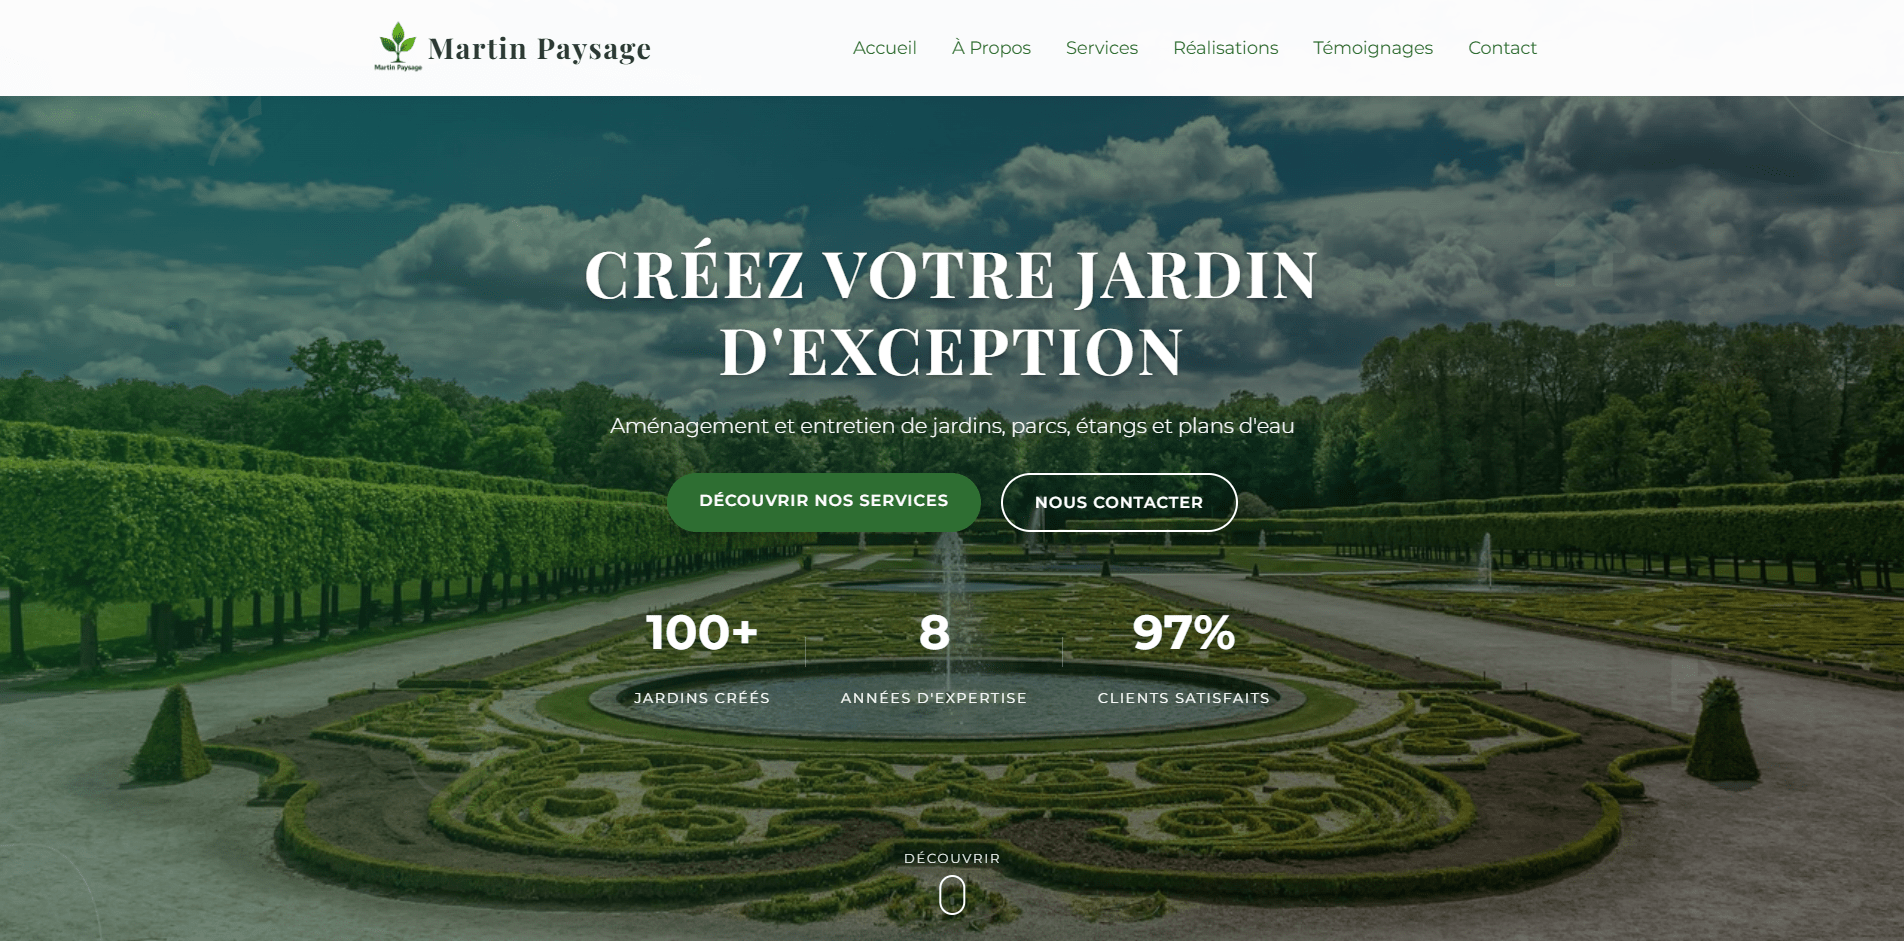 Martin Paysage
Martin Paysage
Accueil
À Propos
Services
Réalisations
Témoignages
Contact
CRÉEZ VOTRE JARDIN
D'EXCEPTION
Aménagement et entretien de jardins, parcs, étangs et plans d'eau
DÉCOUVRIR NOS SERVICES
NOUS CONTACTER
100+
8
97%
JARDINS CRÉÉS
ANNÉES D'EXPERTISE
CLIENTS SATISFAITS
DÉCOUVRIR